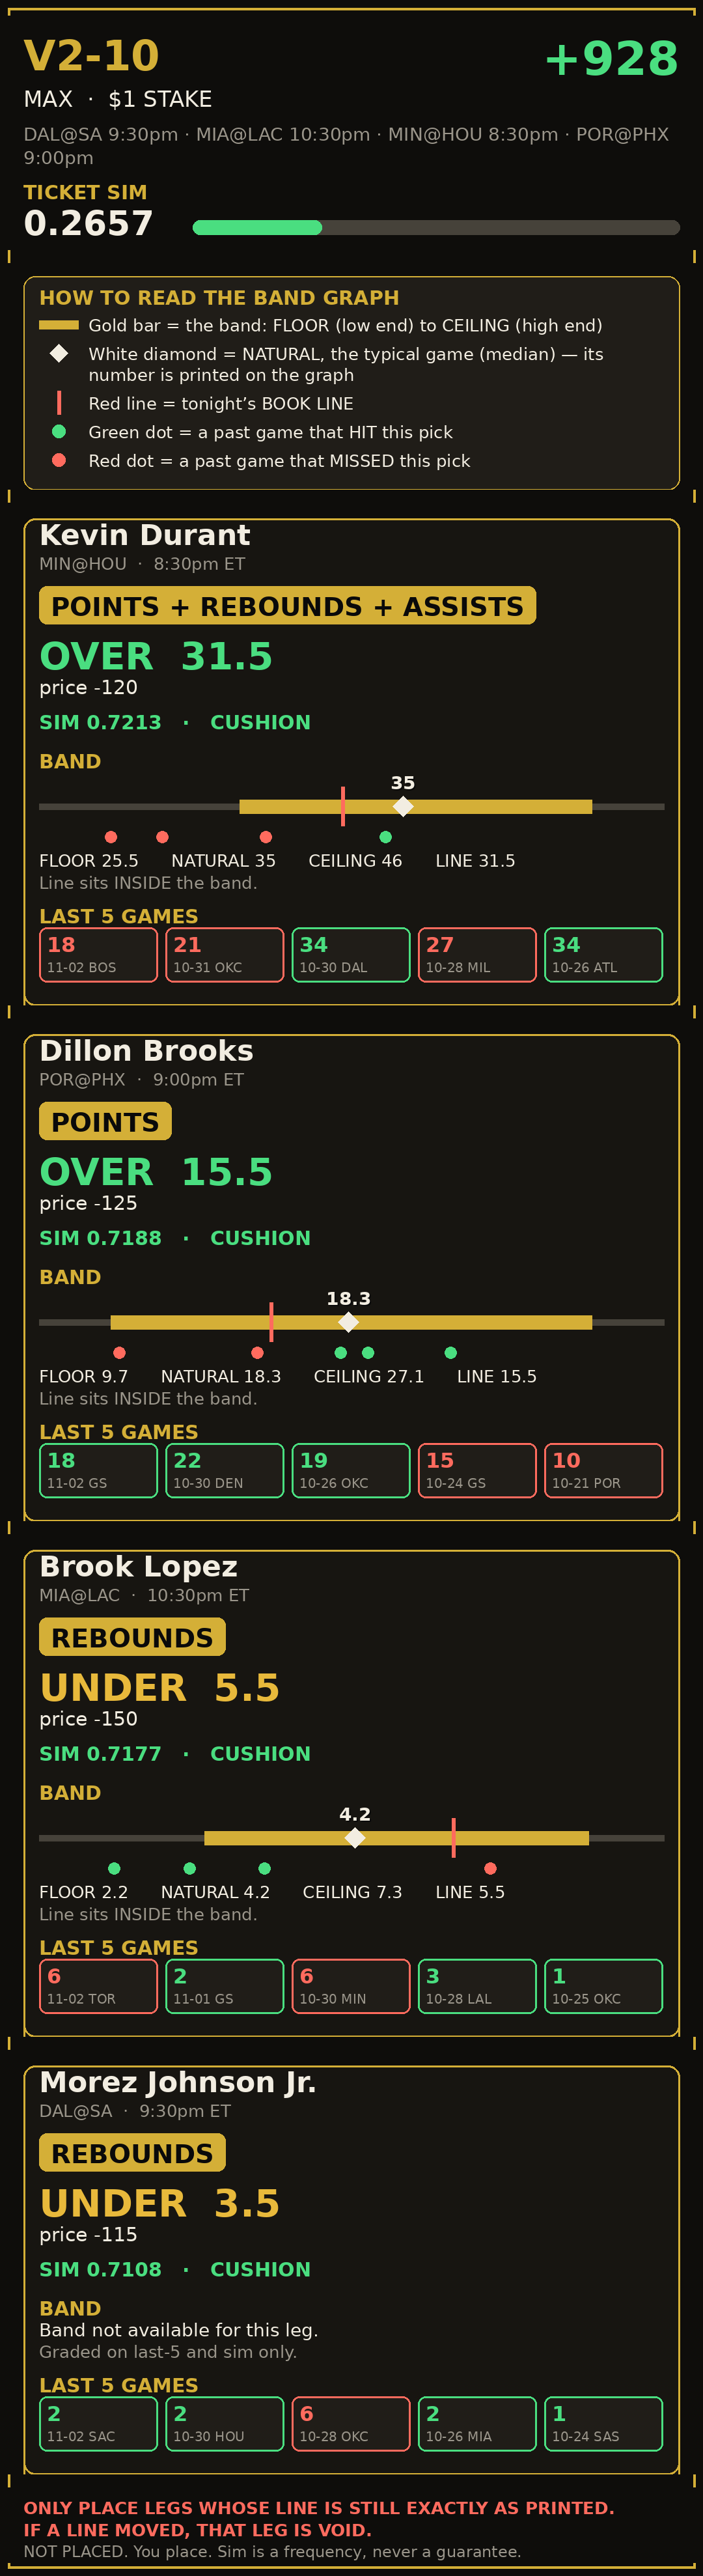 V2-10
+928
MAX · $1 STAKE
DAL@SA 9:30pm · MIA@LAC 10:30pm · MIN@HOU 8:30pm · POR@PHX
9:00pm
TICKET SIM
0.2657
HOW TO READ THE BAND GRAPH
Gold bar = the band: FLOOR (low end) to CEILING (high end)
White diamond = NATURAL, the typical game (median) — its
number is printed on the graph
Red line = tonight’s BOOK LINE
Green dot = a past game that HIT this pick
Red dot = a past game that MISSED this pick
Kevin Durant
MIN@HOU · 8:30pm ET
POINTS + REBOUNDS + ASSISTS
OVER 31.5
price -120
SIM 0.7213 · CUSHION
BAND
35
FLOOR 25.5 NATURAL 35 CEILING 46 LINE 31.5
Line sits INSIDE the band.
LAST 5 GAMES
18 21 34 27 34
11-02 BOS 10-31 OKC 10-30 DAL 10-28 MIL 10-26 ATL
Dillon Brooks
POR@PHX · 9:00pm ET
POINTS
OVER 15.5
price -125
SIM 0.7188 · CUSHION
BAND
18.3
FLOOR 9.7 NATURAL 18.3 CEILING 27.1 LINE 15.5
Line sits INSIDE the band.
LAST 5 GAMES
18 22 19 15 10
11-02 GS 10-30 DEN 10-26 OKC 10-24 GS 10-21 POR
Brook Lopez
MIA@LAC · 10:30pm ET
REBOUNDS
UNDER 5.5
price -150
SIM 0.7177 · CUSHION
BAND
4.2
FLOOR 2.2 NATURAL 4.2 CEILING 7.3 LINE 5.5
Line sits INSIDE the band.
LAST 5 GAMES
6 2 6 3 1
11-02 TOR 11-01 GS 10-30 MIN 10-28 LAL 10-25 OKC
Morez Johnson Jr.
DAL@SA · 9:30pm ET
REBOUNDS
UNDER 3.5
price -115
SIM 0.7108 · CUSHION
BAND
Band not available for this leg.
Graded on last-5 and sim only.
LAST 5 GAMES
2 2 6 2 1
11-02 SAC 10-30 HOU 10-28 OKC 10-26 MIA 10-24 SAS
ONLY PLACE LEGS WHOSE LINE IS STILL EXACTLY AS PRINTED.
IF A LINE MOVED, THAT LEG IS VOID.
NOT PLACED. You place. Sim is a frequency, never a guarantee.